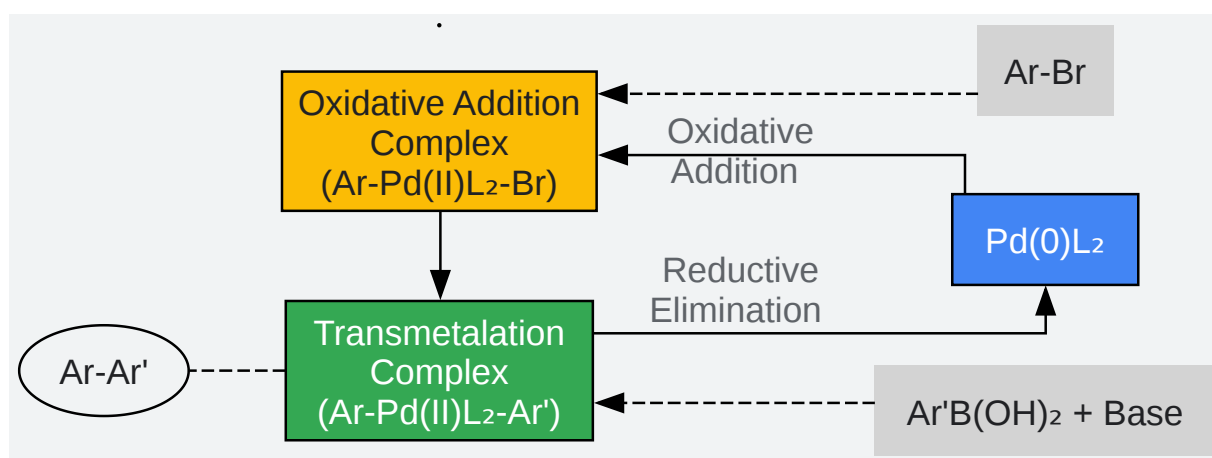 Ar-Br
Oxidative Addition
Complex
(Ar-Pd(II)L₂-Br)
Oxidative
Addition
Pd(0)L₂
Reductive
Elimination
Transmetalation
Complex
(Ar-Pd(II)L₂-Ar')
Ar-Ar'
Ar'B(OH)₂ + Base